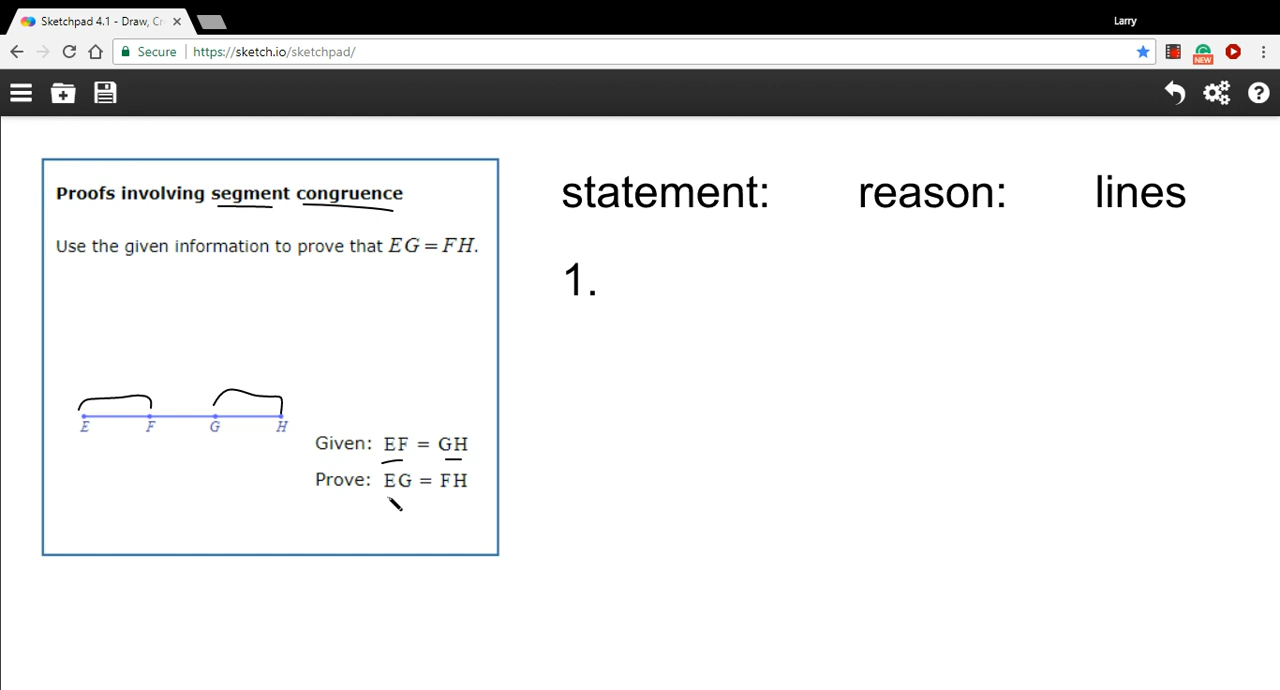 Sketchpad 4.1 - Draw, Cr
Larry
Secure
https://sketch.io/sketchpad/
NEW
Proofs involving segment congruence
Use the given information to prove that EG = FH.
E F G H
Given: EF = GH
Prove: EG = FH
statement: reason: lines
1.